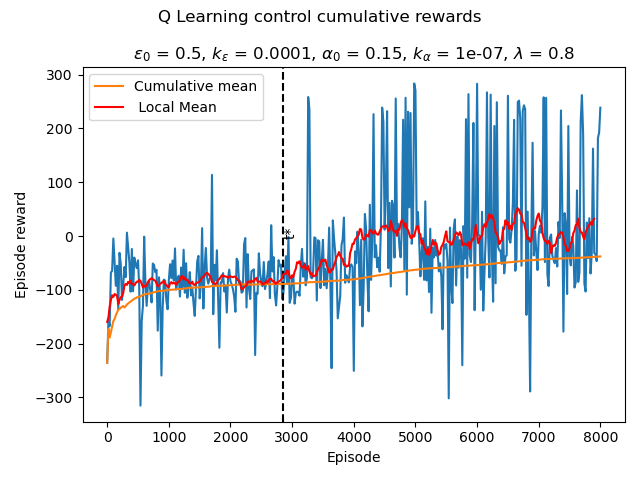 Q Learning control cumulative rewards
ε₀ = 0.5, kε = 0.0001, α₀ = 0.15, kα = 1e-07, λ = 0.8
Cumulative mean
Local Mean
300
200
100
0
−100
−200
−300
Episode reward
t*
0 1000 2000 3000 4000 5000 6000 7000 8000
Episode